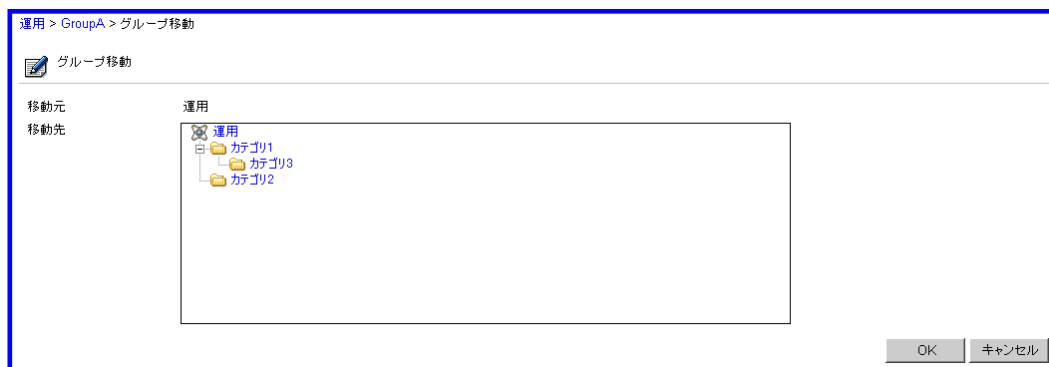 運用 > GroupA > グループ移動
グループ移動
移動元 運用
移動先
運用
カテゴリ1
カテゴリ3
カテゴリ2
OK キャンセル